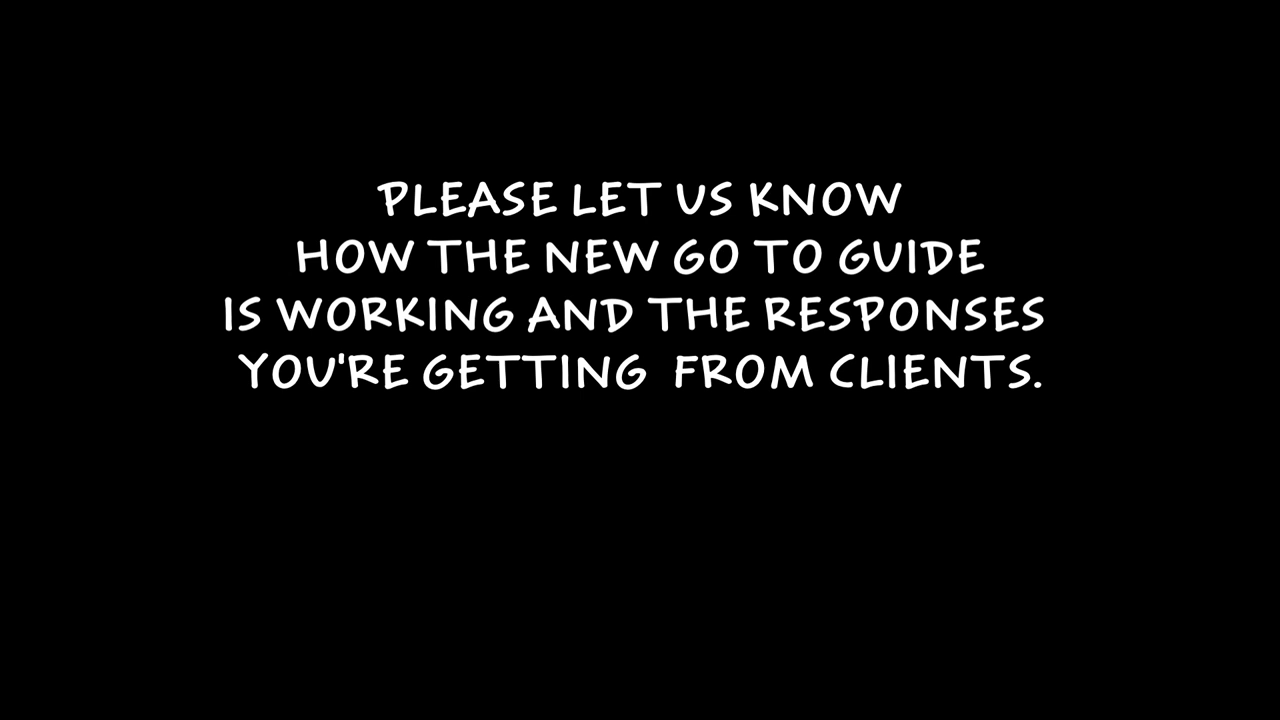 PLEASE LET US KNOW
HOW THE NEW GO TO GUIDE
IS WORKING AND THE RESPONSES
YOU'RE GETTING FROM CLIENTS.